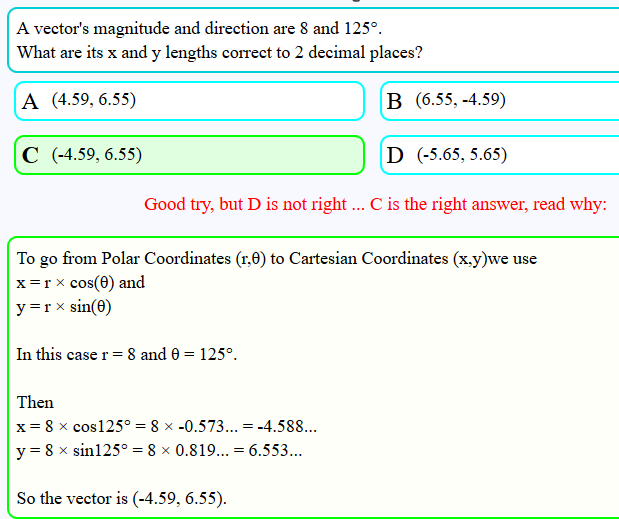 A vector's magnitude and direction are 8 and 125°.
What are its x and y lengths correct to 2 decimal places?
A (4.59, 6.55)
B (6.55, -4.59)
C (-4.59, 6.55)
D (-5.65, 5.65)
Good try, but D is not right ... C is the right answer, read why:
To go from Polar Coordinates (r,θ) to Cartesian Coordinates (x,y)we use
x = r × cos(θ) and
y = r × sin(θ)
In this case r = 8 and θ = 125°.
Then
x = 8 × cos125° = 8 × -0.573... = -4.588...
y = 8 × sin125° = 8 × 0.819... = 6.553...
So the vector is (-4.59, 6.55).